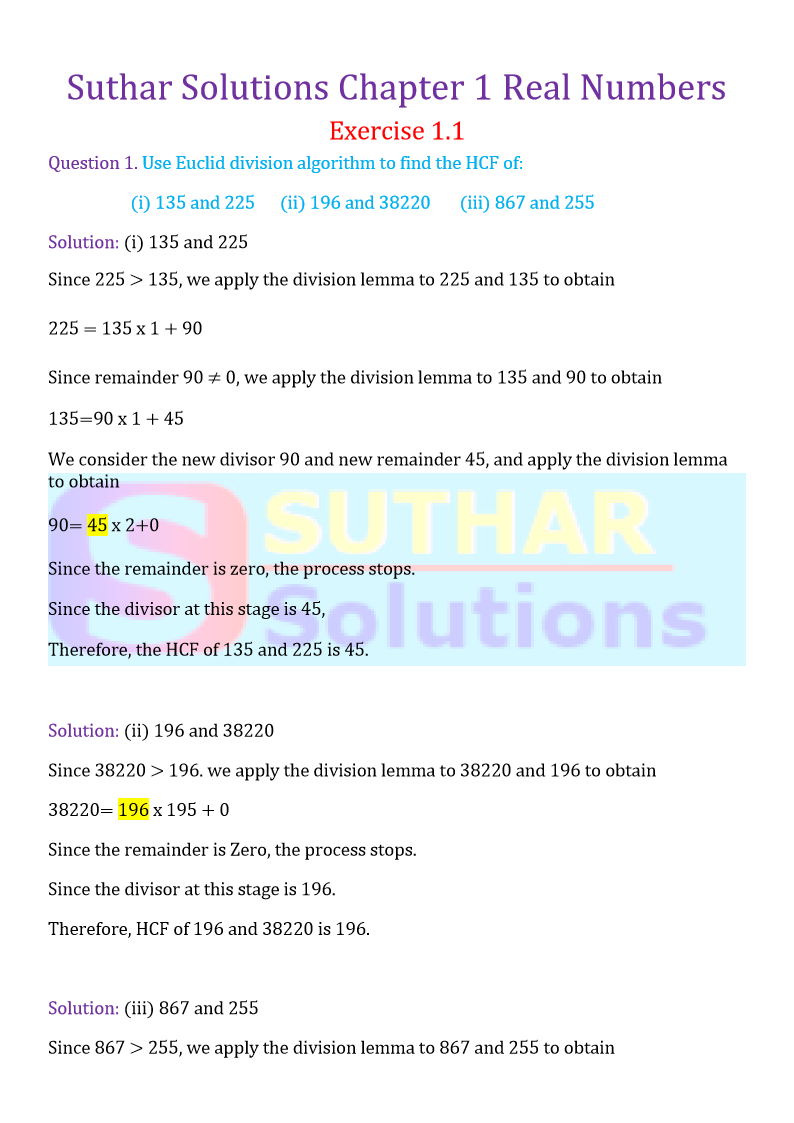 Suthar Solutions Chapter 1 Real Numbers
Exercise 1.1
Question 1. Use Euclid division algorithm to find the HCF of:
(i) 135 and 225 (ii) 196 and 38220 (iii) 867 and 255
Solution: (i) 135 and 225
Since 225 > 135, we apply the division lemma to 225 and 135 to obtain
225 = 135 x 1 + 90
Since remainder 90 ≠ 0, we apply the division lemma to 135 and 90 to obtain
135=90 x 1 + 45
We consider the new divisor 90 and new remainder 45, and apply the division lemma
to obtain
SUTHAR
90= 45 x 2+0
Since the remainder is zero, the process stops.
Solutions
Since the divisor at this stage is 45,
Therefore, the HCF of 135 and 225 is 45.
Solution: (ii) 196 and 38220
Since 38220 > 196. we apply the division lemma to 38220 and 196 to obtain
38220= 196 x 195 + 0
Since the remainder is Zero, the process stops.
Since the divisor at this stage is 196.
Therefore, HCF of 196 and 38220 is 196.
Solution: (iii) 867 and 255
Since 867 > 255, we apply the division lemma to 867 and 255 to obtain